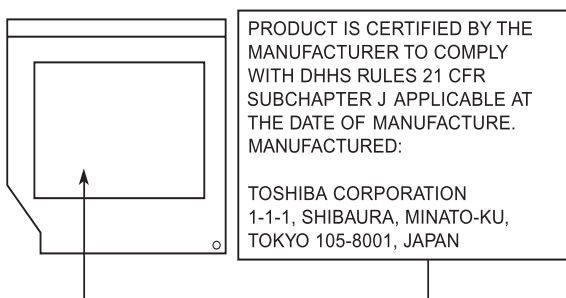 PRODUCT IS CERTIFIED BY THE
MANUFACTURER TO COMPLY
WITH DHHS RULES 21 CFR
SUBCHAPTER J APPLICABLE AT
THE DATE OF MANUFACTURE.
MANUFACTURED:
TOSHIBA CORPORATION
1-1-1, SHIBAURA, MINATO-KU,
TOKYO 105-8001, JAPAN